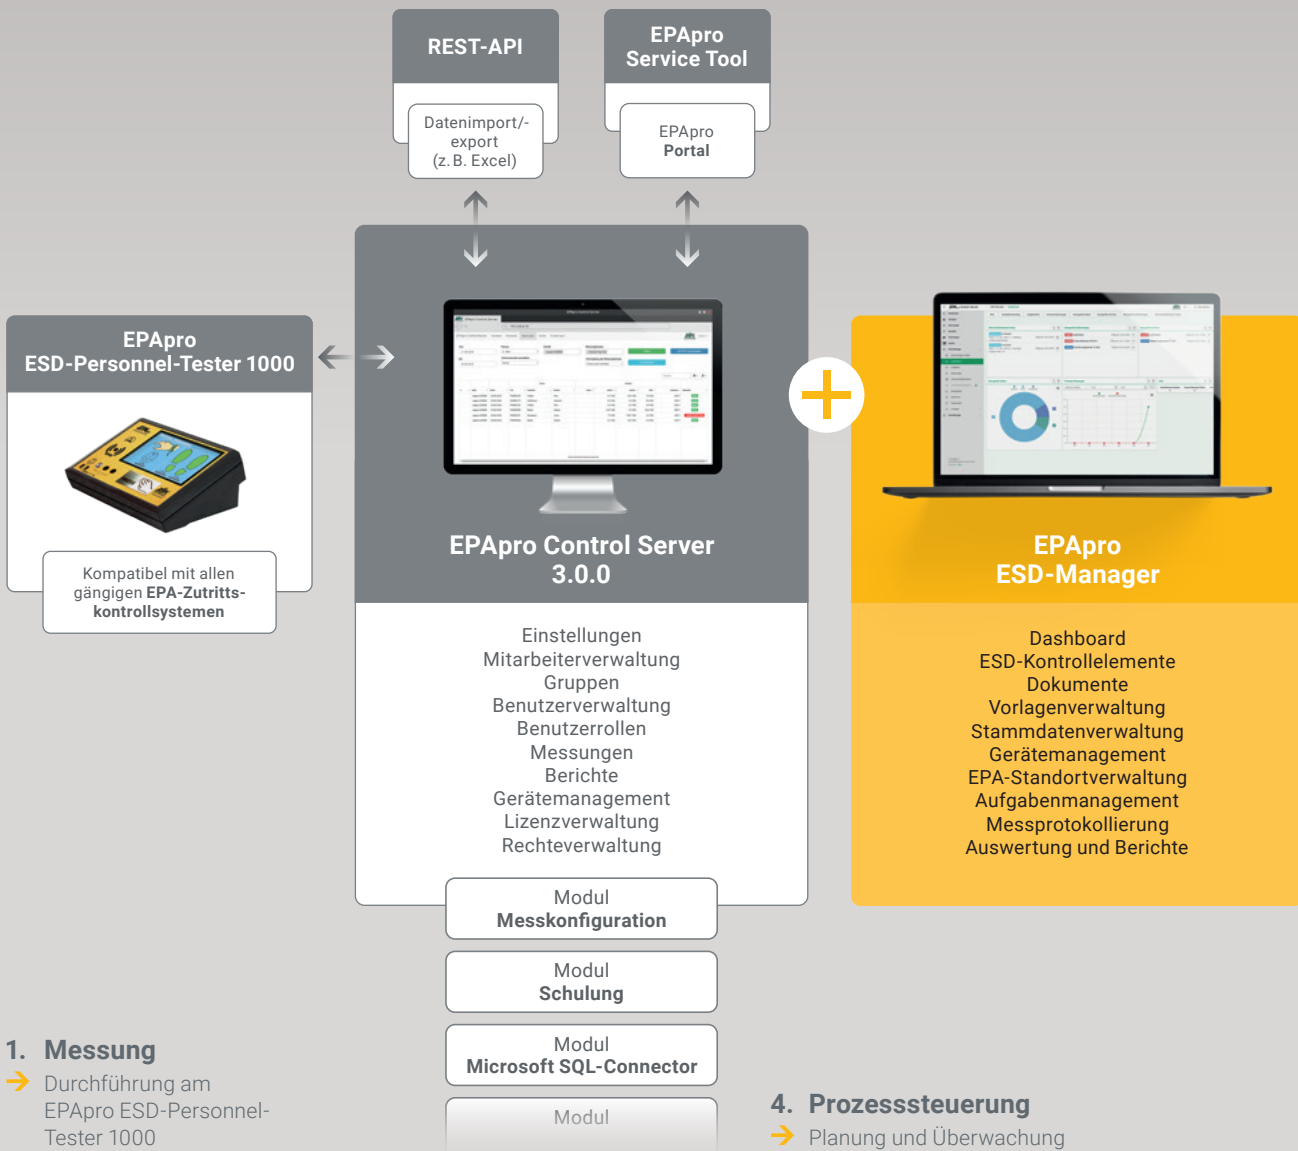 REST-API
Datenimport/-
export
(z. B. Excel)
EPApro
Service Tool
EPApro
Portal
EPApro
ESD-Personnel-Tester 1000
Kompatibel mit allen
gängigen EPA-Zutritts-
kontrollsystemen
EPApro Control Server
3.0.0
Einstellungen
Mitarbeiterverwaltung
Gruppen
Benutzerverwaltung
Benutzerrollen
Messungen
Berichte
Gerätemanagement
Lizenzverwaltung
Rechteverwaltung
Modul
Messkonfiguration
Modul
Schulung
Modul
Microsoft SQL-Connector
Modul
EPApro
ESD-Manager
Dashboard
ESD-Kontrollelemente
Dokumente
Vorlagenverwaltung
Stammdatenverwaltung
Gerätemanagement
EPA-Standortverwaltung
Aufgabenmanagement
Messprotokollierung
Auswertung und Berichte
1. Messung
Durchführung am
EPApro ESD-Personnel-
Tester 1000
4. Prozesssteuerung
Planung und Überwachung